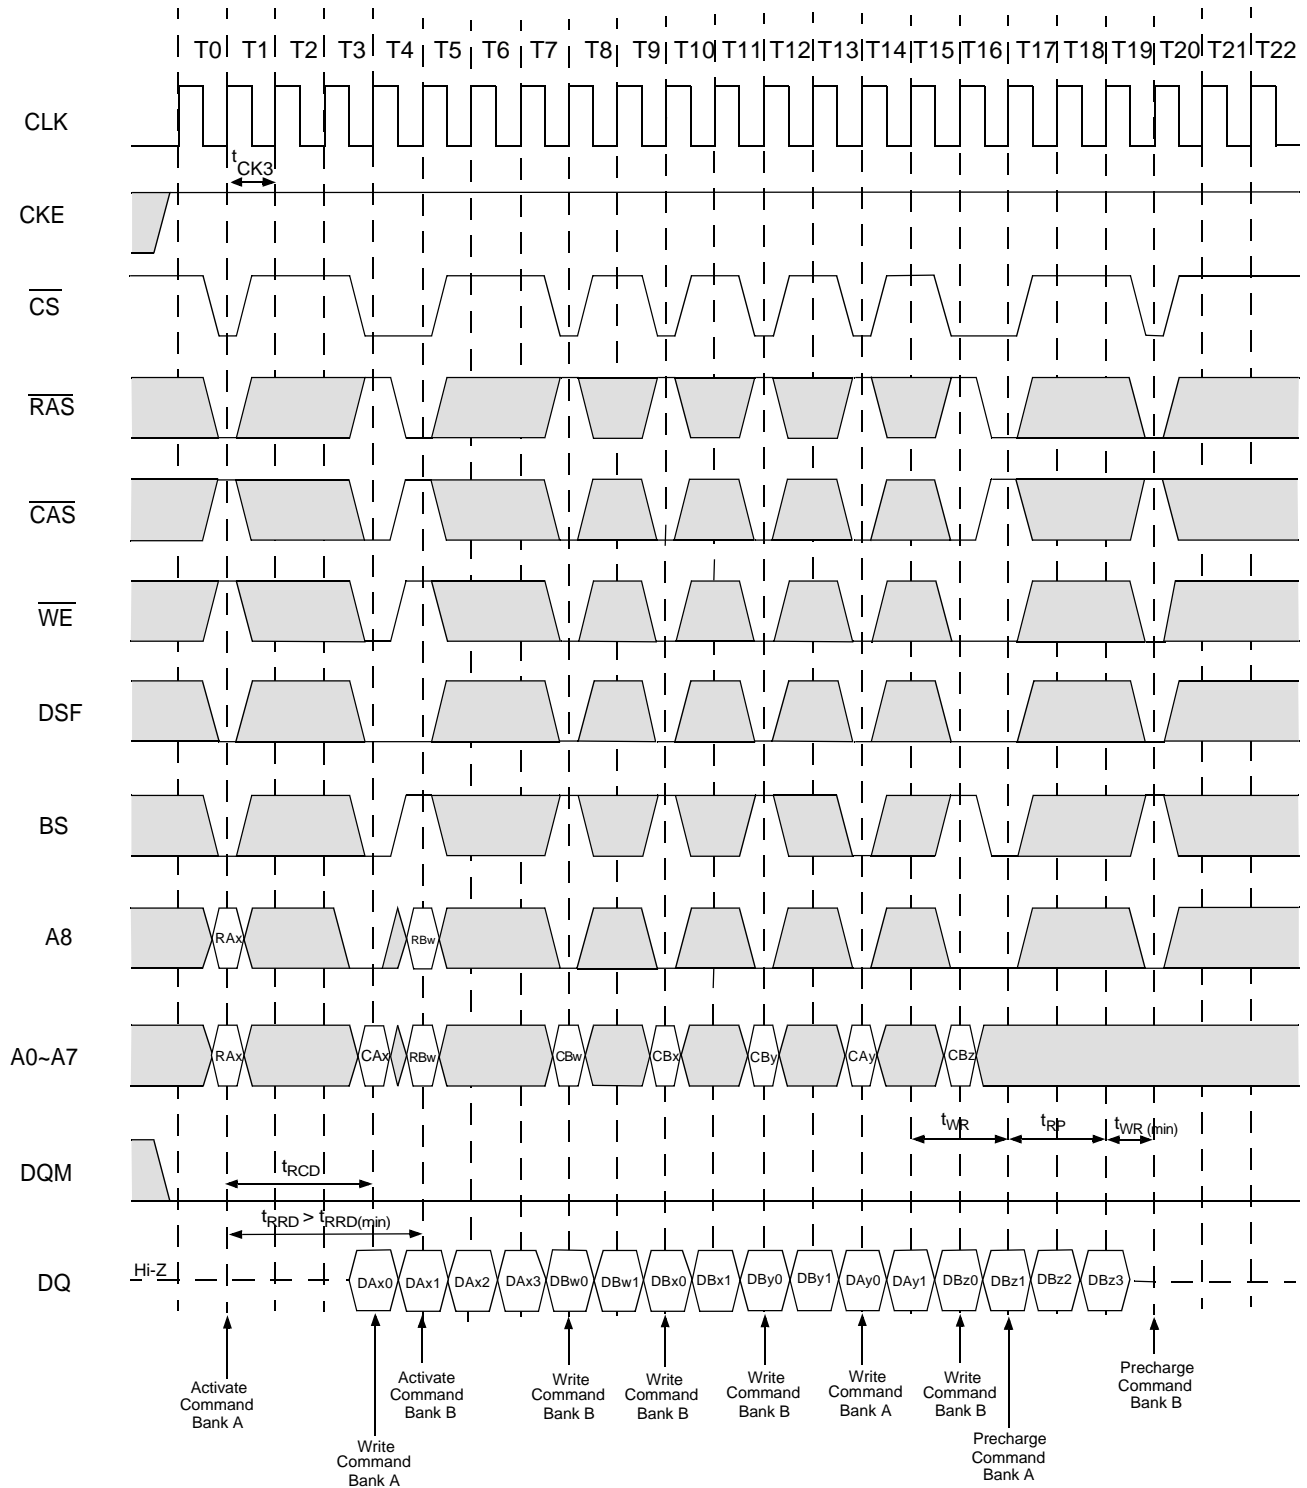 T0 T1 T2 T3 T4 T5 T6 T7 T8 T9 T10 T11 T12 T13 T14 T15 T16 T17 T18 T19 T20 T21 T22
CLK
tCK3
CKE
CS
RAS
CAS
WE
DSF
BS
A8
RAx RBw
A0~A7
RAx CAx RBw CBw CBx CBy CAy CBz
tWR tRP tWR (min)
DQM
tRCD
tRRD > tRRD(min)
Hi-Z
DQ
DAx0 DAx1 DAx2 DAx3 DBw0 DBw1 DBx0 DBx1 DBy0 DBy1 DAy0 DAy1 DBz0 DBz1 DBz2 DBz3
Activate
Command
Bank A
Write
Command
Bank A
Activate
Command
Bank B
Write
Command
Bank B
Write
Command
Bank B
Write
Command
Bank B
Write
Command
Bank A
Write
Command
Bank B
Precharge
Command
Bank A
Precharge
Command
Bank B